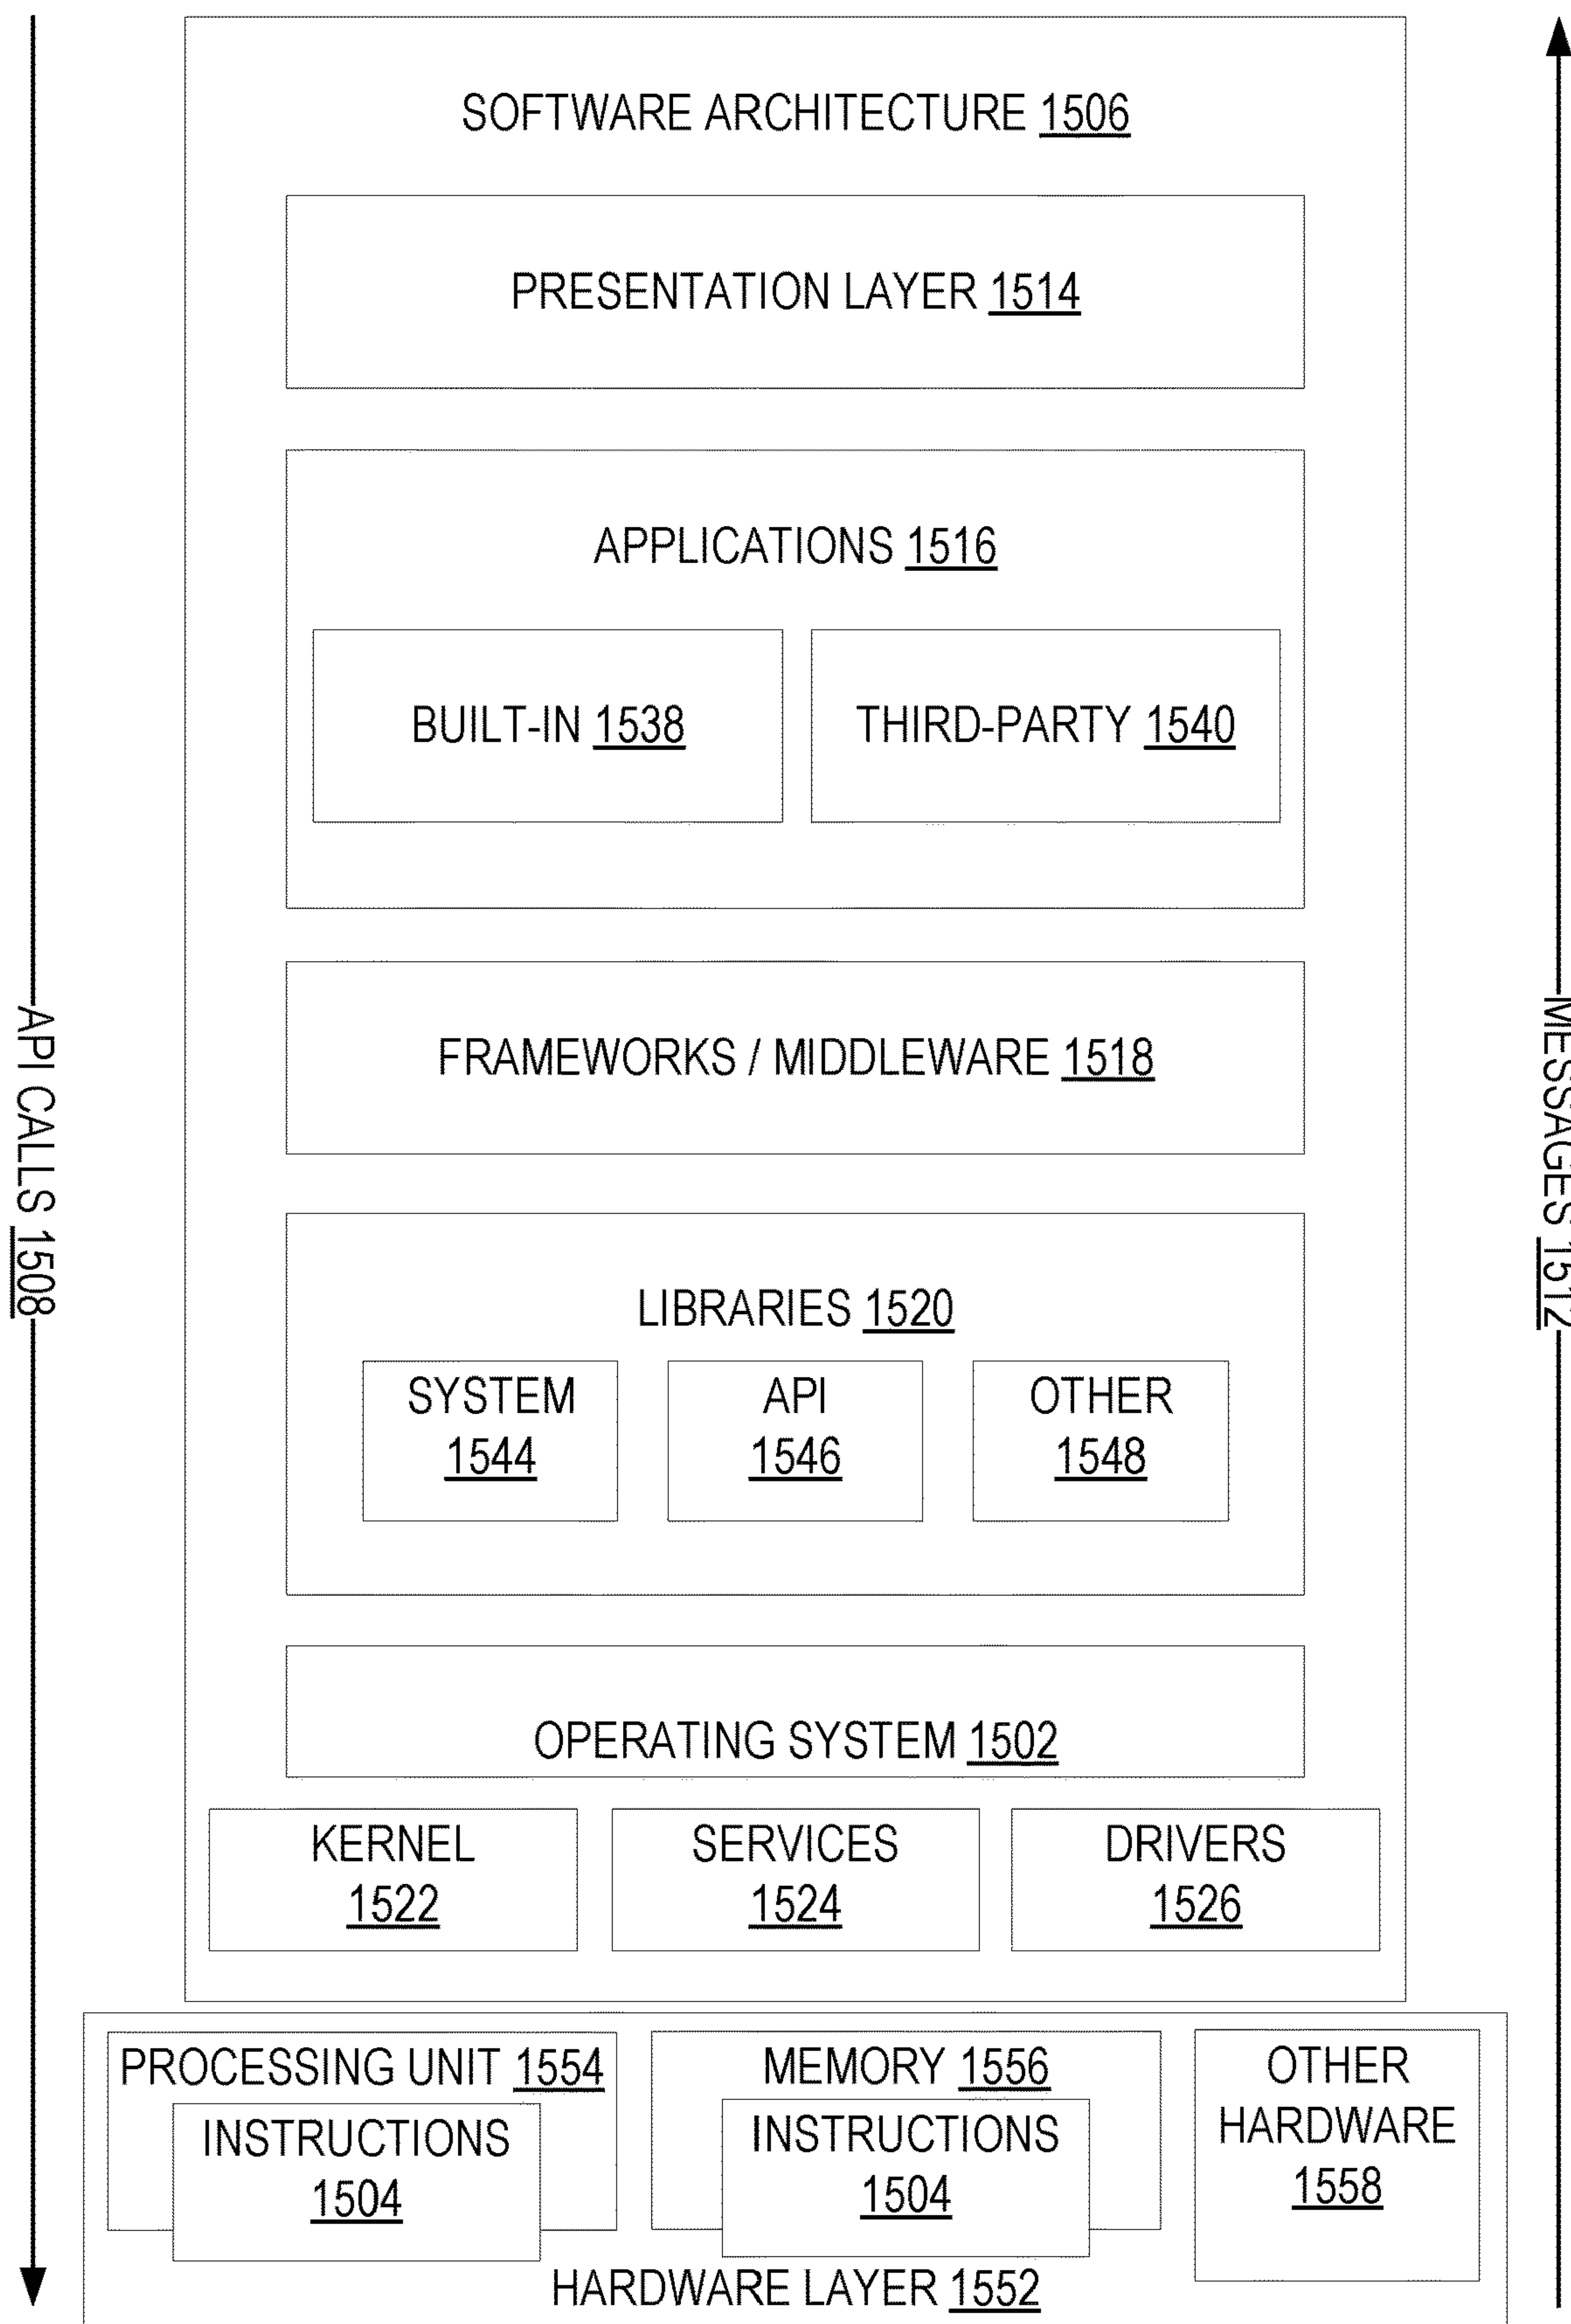 SOFTWARE ARCHITECTURE 1506
PRESENTATION LAYER 1514
APPLICATIONS 1516
BUILT-IN 1538
THIRD-PARTY 1540
FRAMEWORKS / MIDDLEWARE 1518
API CALLS 1508
MESSAGES 1512
LIBRARIES 1520
SYSTEM
1544
API
1546
OTHER
1548
OPERATING SYSTEM 1502
KERNEL
1522
SERVICES
1524
DRIVERS
1526
PROCESSING UNIT 1554
INSTRUCTIONS
1504
MEMORY 1556
INSTRUCTIONS
1504
OTHER
HARDWARE
1558
HARDWARE LAYER 1552